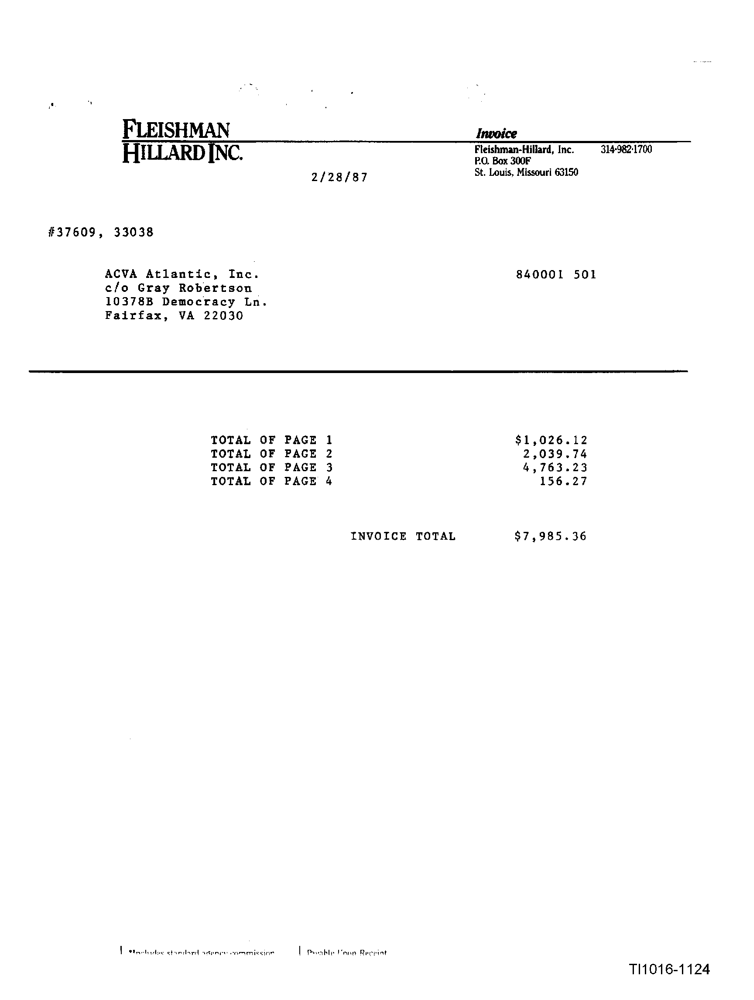 FLEISHMAN
HILLARD INC.
Invoice
Fleishman-Hillard, Inc. 314-982-1700
P.O. Box 300F
St. Louis, Missouri 63150
2/28/87
#37609, 33038
ACVA Atlantic, Inc. 840001 501
c/o Gray Robertson
10378B Democracy Ln.
Fairfax, VA 22030
TOTAL OF PAGE 1 $1,026.12
TOTAL OF PAGE 2 2,039.74
TOTAL OF PAGE 3 4,763.23
TOTAL OF PAGE 4 156.27
INVOICE TOTAL $7,985.36
*Includes standard agency commission Payable Upon Receipt
TI1016-1124